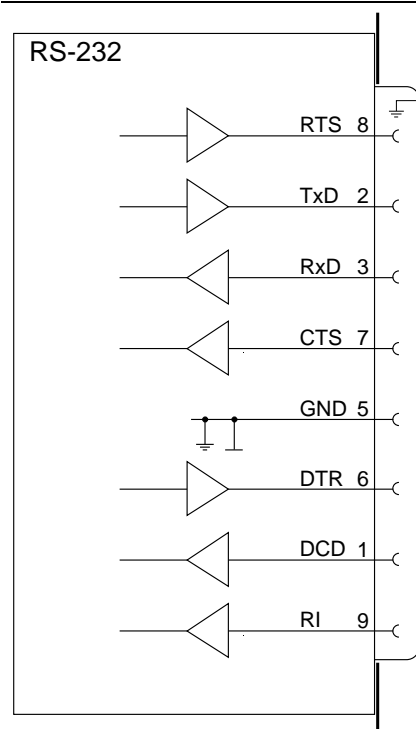 RS-232
RTS 8
TxD 2
RxD 3
CTS 7
GND 5
DTR 6
DCD 1
RI 9